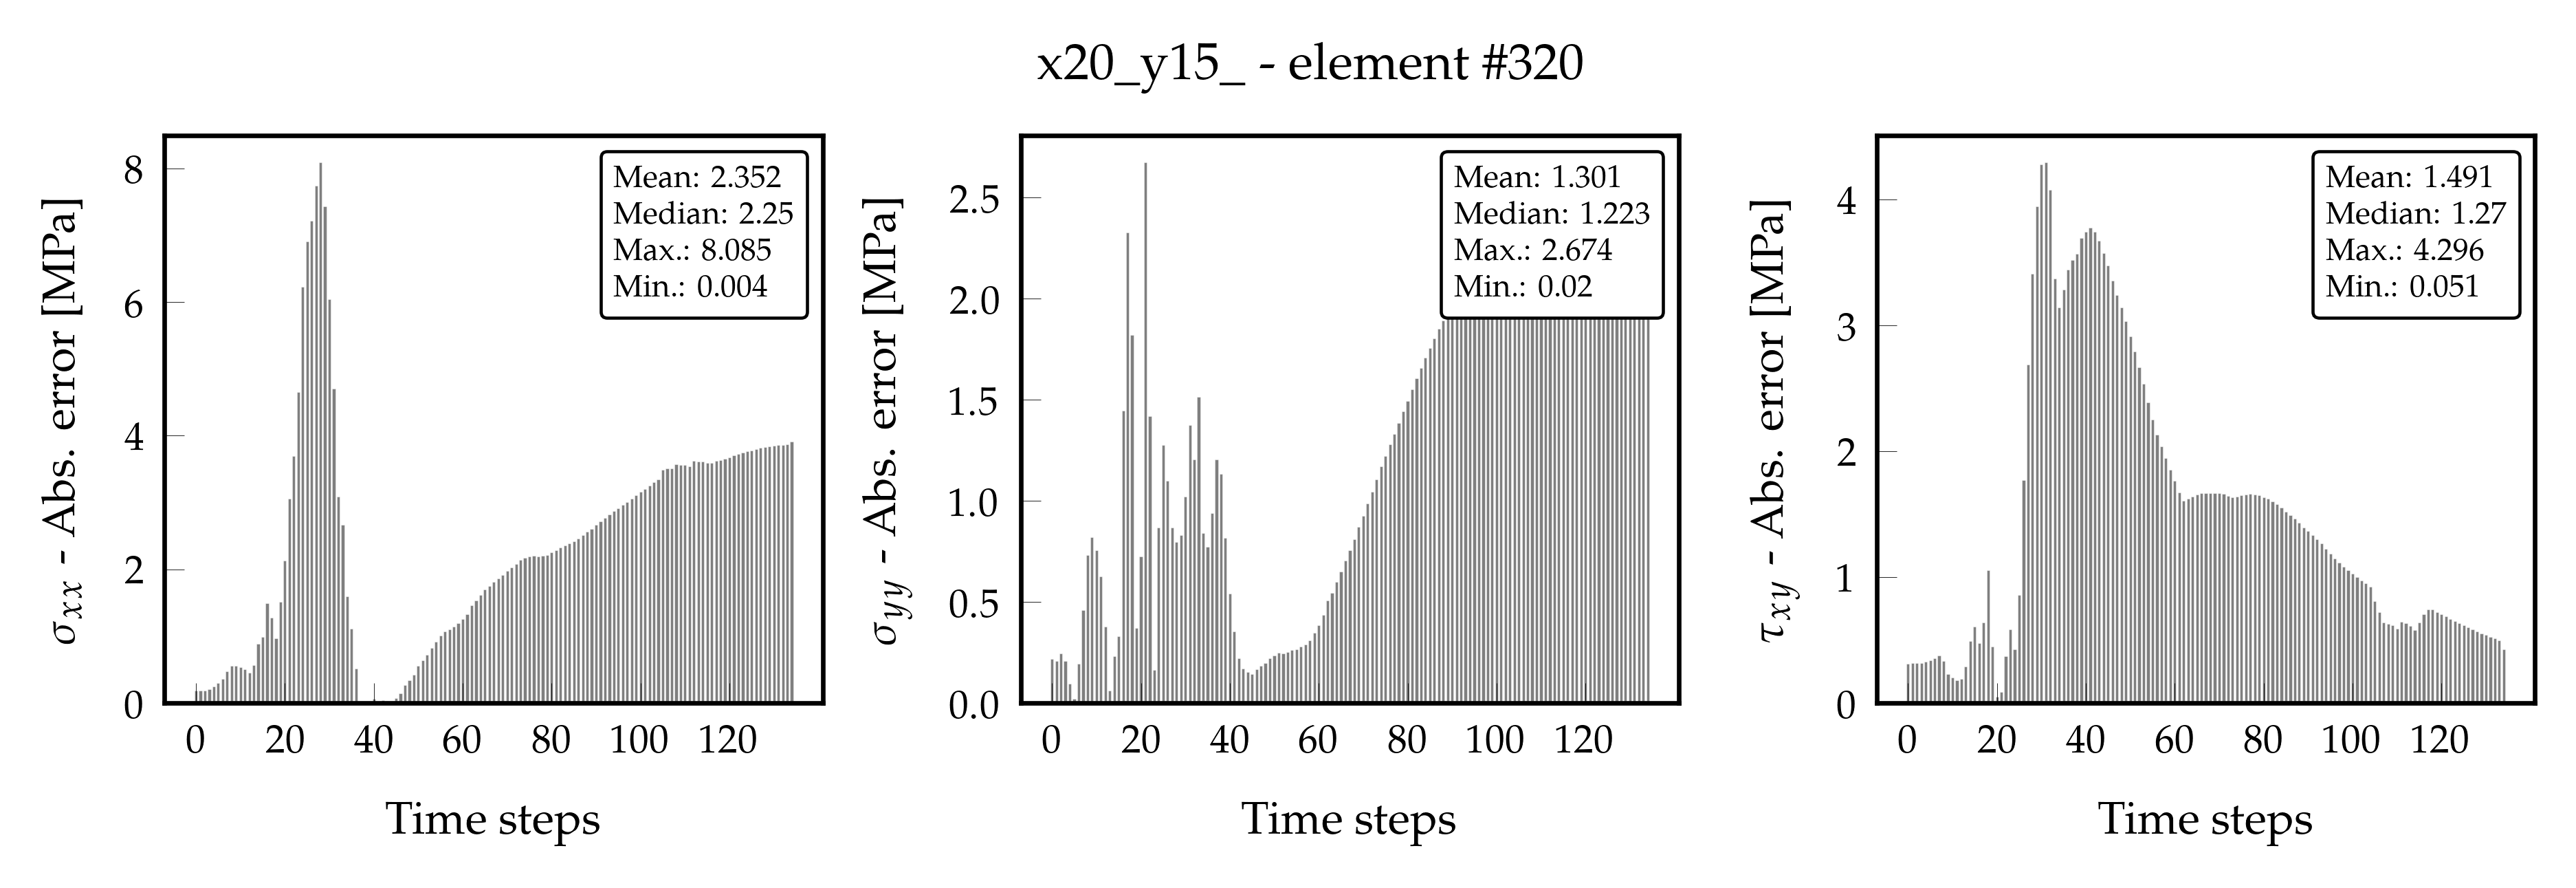 x20_y15_ - element #320
σxx - Abs. error [MPa]
8
6
4
2
0
Mean: 2.352
Median: 2.25
Max.: 8.085
Min.: 0.004
0 20 40 60 80 100 120
Time steps
σyy - Abs. error [MPa]
2.5
2.0
1.5
1.0
0.5
0.0
Mean: 1.301
Median: 1.223
Max.: 2.674
Min.: 0.02
0 20 40 60 80 100 120
Time steps
τxy - Abs. error [MPa]
4
3
2
1
0
Mean: 1.491
Median: 1.27
Max.: 4.296
Min.: 0.051
0 20 40 60 80 100 120
Time steps